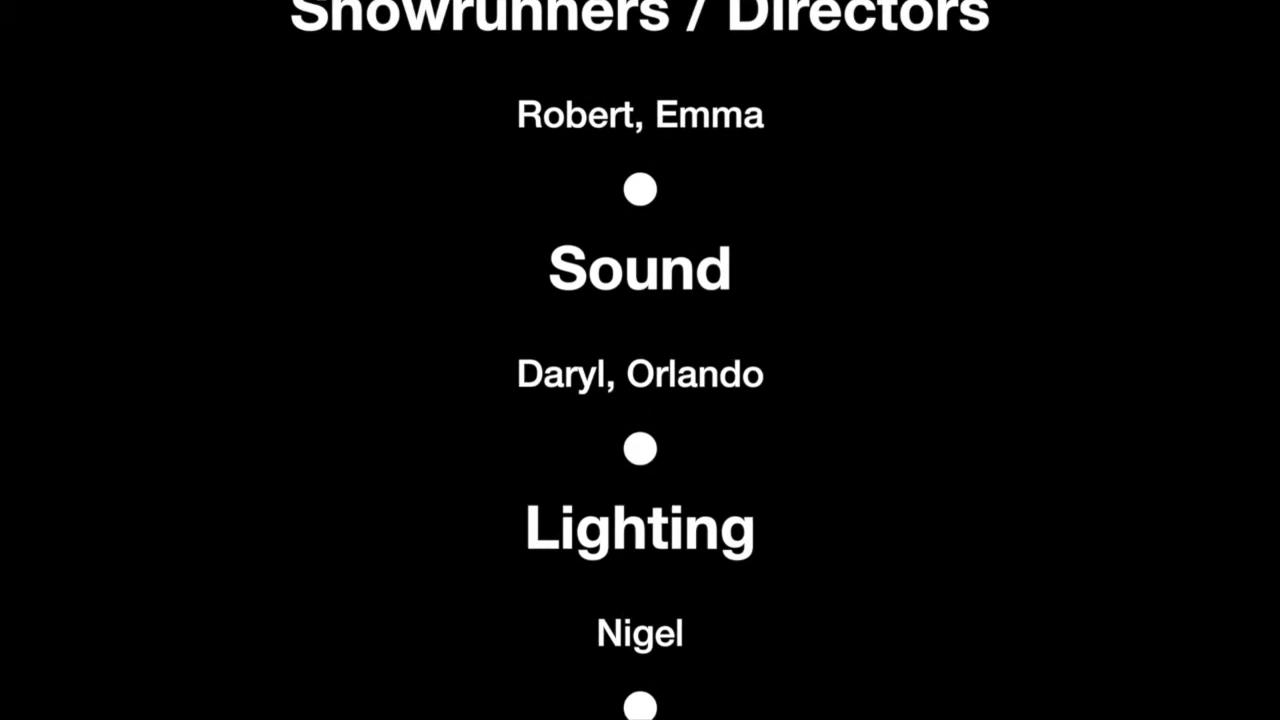 Showrunners / Directors
Robert, Emma
Sound
Daryl, Orlando
Lighting
Nigel